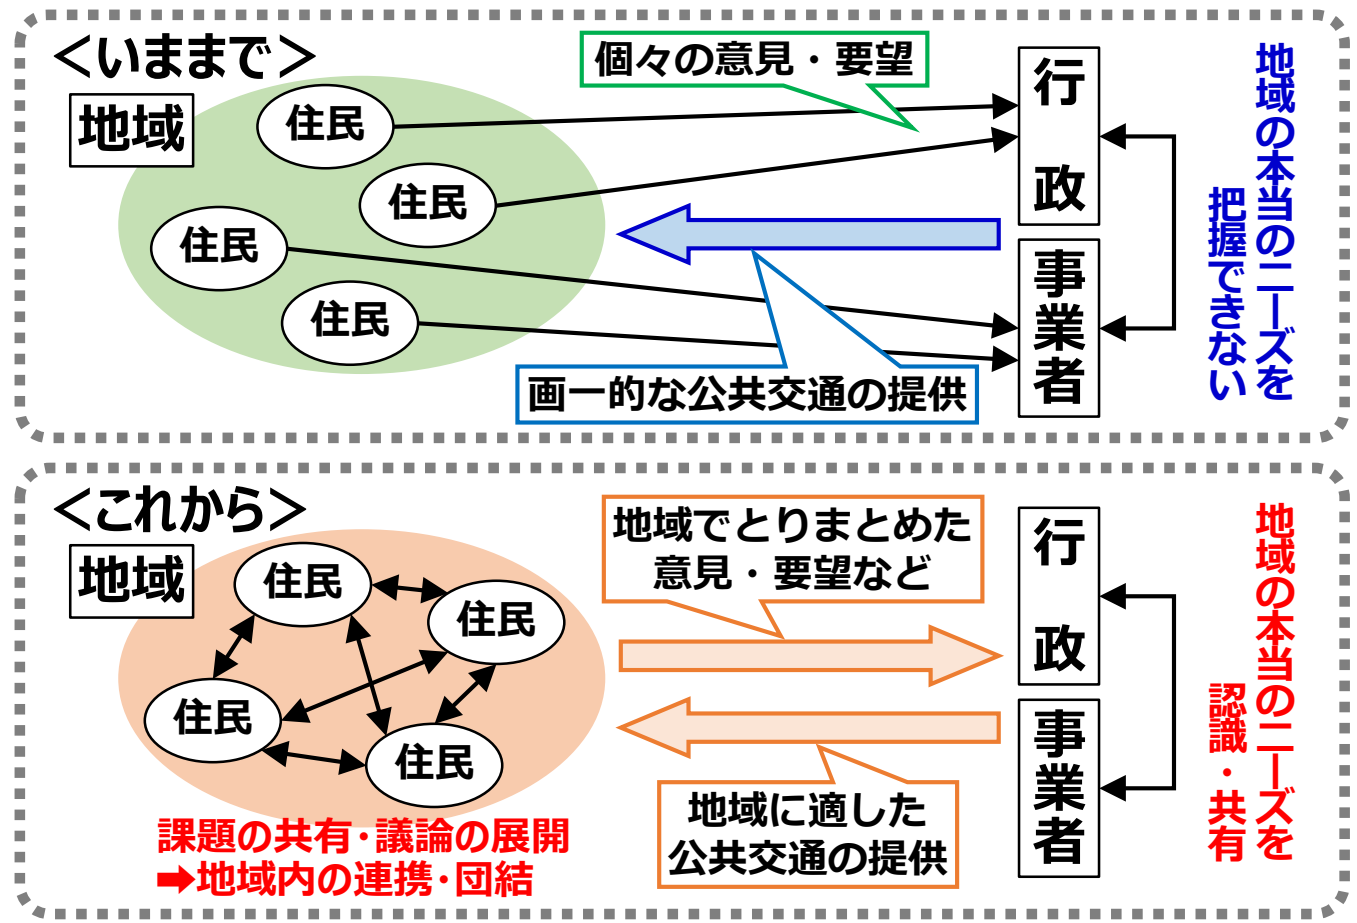 ＜いままで＞
地域
住民
住民
住民
住民
個々の意見・要望
画一的な公共交通の提供
行政
事業者
地域の本当のニーズを
把握できない
＜これから＞
地域
住民
住民
住民
住民
課題の共有・議論の展開
➡地域内の連携・団結
地域でとりまとめた
意見・要望など
地域に適した
公共交通の提供
行政
事業者
地域の本当のニーズを
認識・共有